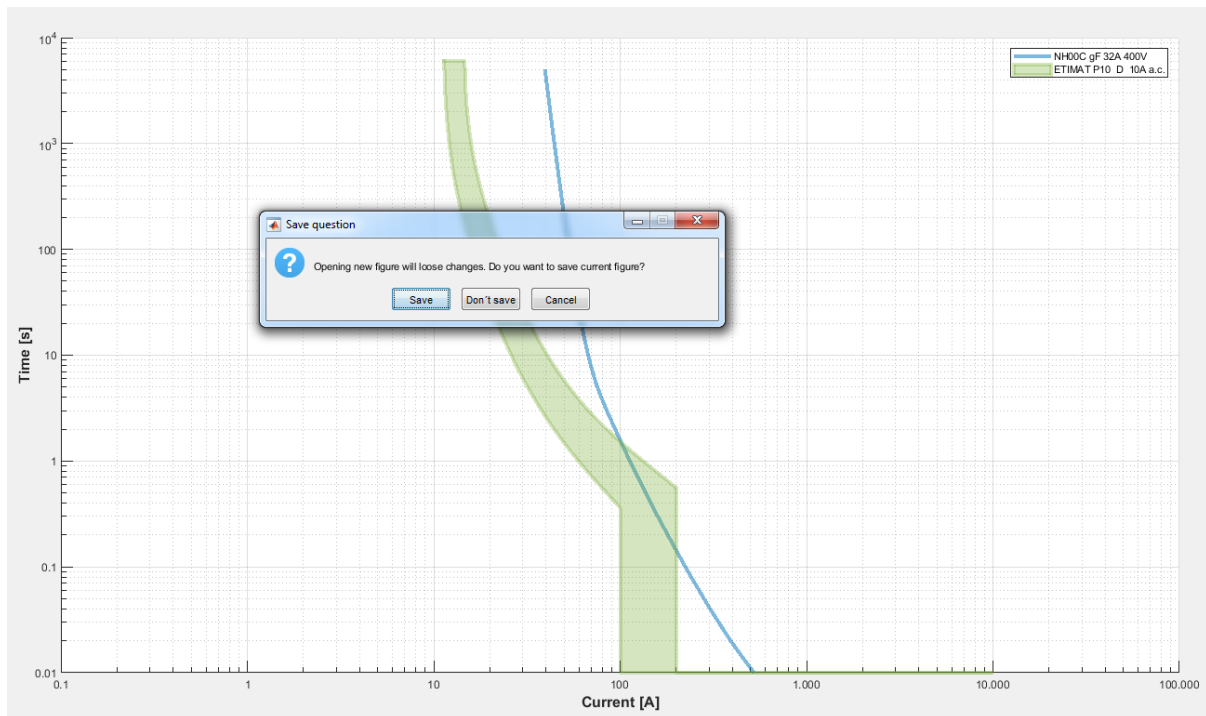 10⁴
NH00C gF 32A 400V
ETIMAT P10 D 10A a.c.
10³
Save question
100
Opening new figure will loose changes. Do you want to save current figure?
Save
Don´t save
Cancel
Time [s]
10
1
0.1
0.01
0.1
1
10
100
1.000
10.000
100.000
Current [A]